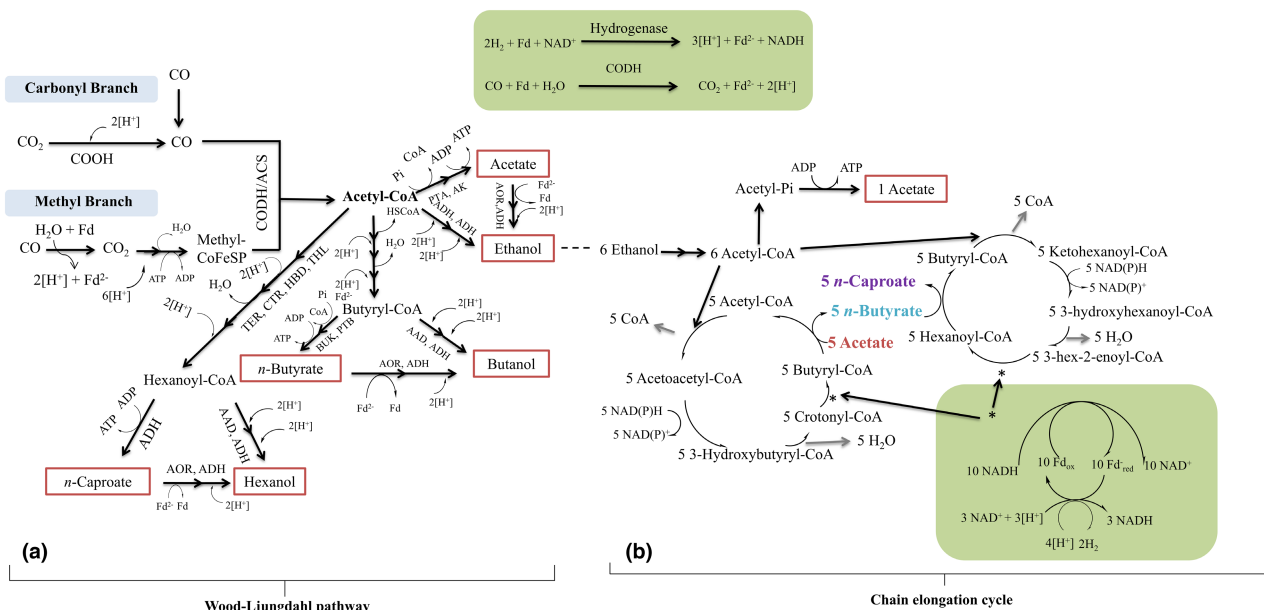 Hydrogenase
2H₂ + Fd + NAD⁺
3[H⁺] + Fd²⁻ + NADH
CODH
CO + Fd + H₂O
CO₂ + Fd²⁻ + 2[H⁺]
Carbonyl Branch
CO
CO₂
2[H⁺]
COOH
CO
Methyl Branch
H₂O + Fd
CO
2[H⁺] + Fd²⁻
CO₂
6[H⁺]
H₂O
ATP
ADP
Methyl-
CoFeSP
CODH/ACS
Acetyl-CoA
Pi
CoA
ADP
ATP
PTA, AK
Acetate
AOR,ADH
Fd²⁻
Fd
2[H⁺]
HSCoA
AADH, ADH
2[H⁺]
2[H⁺]
Ethanol
2[H⁺]
H₂O
2[H⁺]
Fd²⁻
2[H⁺]
H₂O
2[H⁺]
TER, CTR, HBD, THL
Butyryl-CoA
Pi
CoA
ADP
ATP
BUK, PTB
AAD, ADH
2[H⁺]
2[H⁺]
n-Butyrate
AOR, ADH
Fd²⁻
Fd
2[H⁺]
Butanol
Hexanoyl-CoA
ADP
ATP
ADH
AAD, ADH
2[H⁺]
2[H⁺]
n-Caproate
AOR, ADH
Fd²⁻ Fd
2[H⁺]
Hexanol
(a)
Wood-Ljungdahl pathway
6 Ethanol
6 Acetyl-CoA
Acetyl-Pi
ADP
ATP
1 Acetate
5 Acetyl-CoA
5 CoA
5 Acetoacetyl-CoA
5 NAD(P)H
5 NAD(P)⁺
5 3-Hydroxybutyryl-CoA
5 H₂O
5 Crotonyl-CoA
*
5 Butyryl-CoA
5 n-Caproate
5 n-Butyrate
5 Acetate
5 Butyryl-CoA
5 CoA
5 Ketohexanoyl-CoA
5 NAD(P)H
5 NAD(P)⁺
5 3-hydroxyhexanoyl-CoA
5 H₂O
5 3-hex-2-enoyl-CoA
5 Hexanoyl-CoA
*
*
10 NADH
10 Fdₒₓ
10 Fd⁻red
10 NAD⁺
3 NAD⁺ + 3[H⁺]
3 NADH
4[H⁺]
2H₂
(b)
Chain elongation cycle